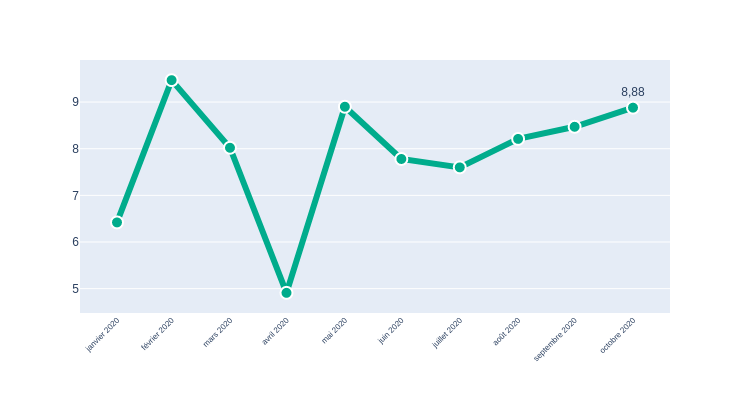 8,88
9
8
7
6
5
janvier 2020
février 2020
mars 2020
avril 2020
mai 2020
juin 2020
juillet 2020
août 2020
septembre 2020
octobre 2020